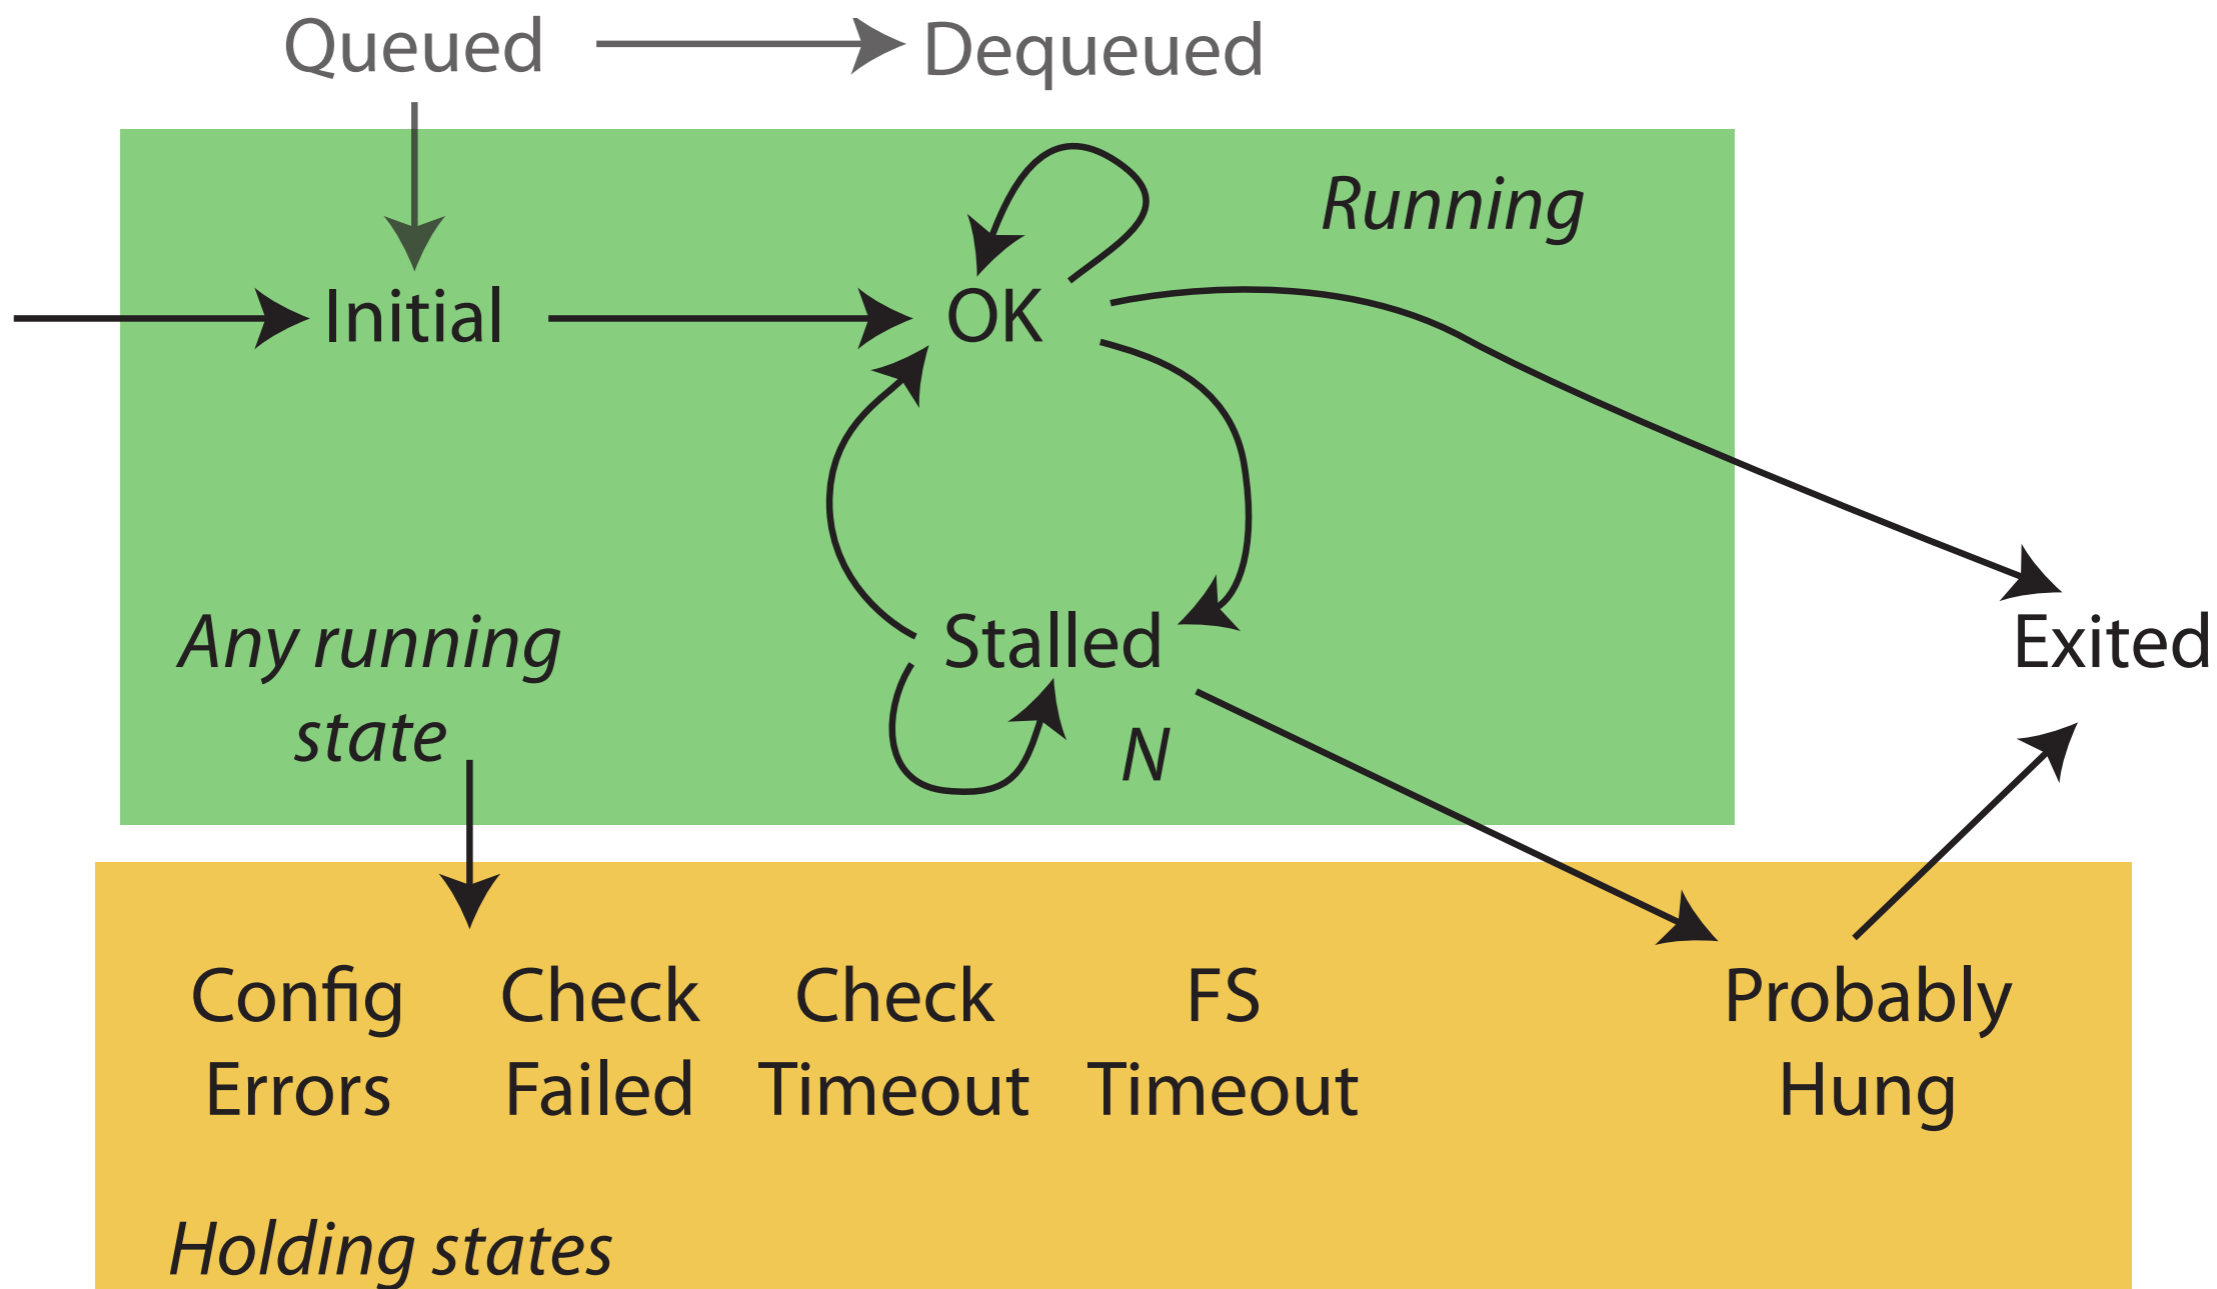 Queued
Dequeued
Running
Initial
OK
Any running
state
Stalled
N
Exited
Config
Errors
Check
Failed
Check
Timeout
FS
Timeout
Probably
Hung
Holding states